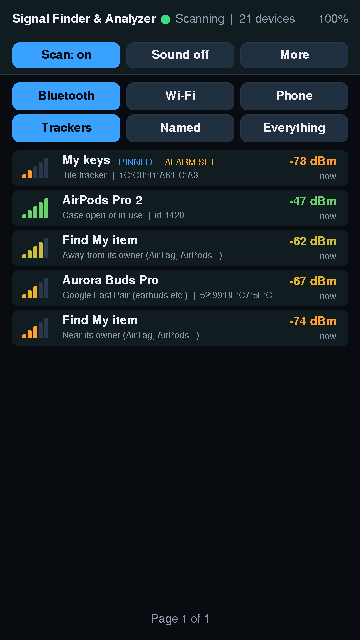 Signal Finder & Analyzer Scanning | 21 devices 100%
Scan: on Sound off More
Bluetooth Wi-Fi Phone
Trackers Named Everything
My keys PINNED ALARM SET -78 dBm
Tile tracker | now
AirPods Pro 2 -47 dBm
Case open or in use | id 1420 now
Find My item -62 dBm
Away from its owner (AirTag, AirPods...) now
Aurora Buds Pro -67 dBm
Google Fast Pair (earbuds etc.) | now
Find My item -74 dBm
Near its owner (AirTag, AirPods...) now
Page 1 of 1